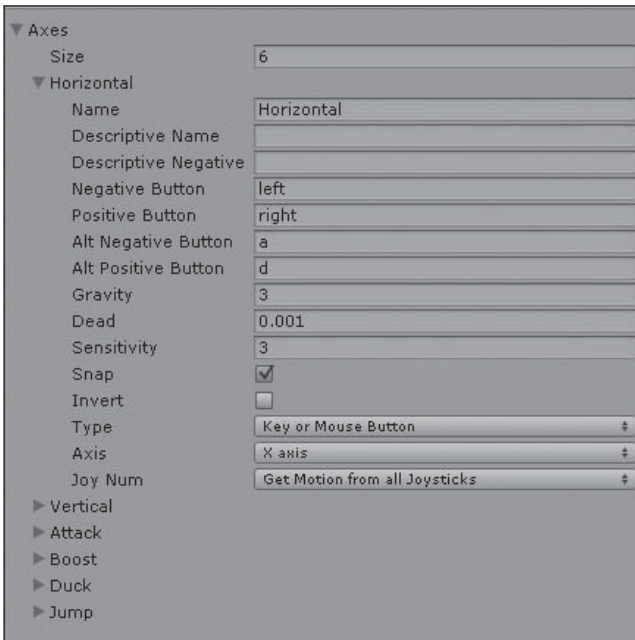 Axes
Size 6
Horizontal
Name Horizontal
Descriptive Name
Descriptive Negative
Negative Button left
Positive Button right
Alt Negative Button a
Alt Positive Button d
Gravity 3
Dead 0.001
Sensitivity 3
Snap
Invert
Type Key or Mouse Button
Axis X axis
Joy Num Get Motion from all Joysticks
Vertical
Attack
Boost
Duck
Jump